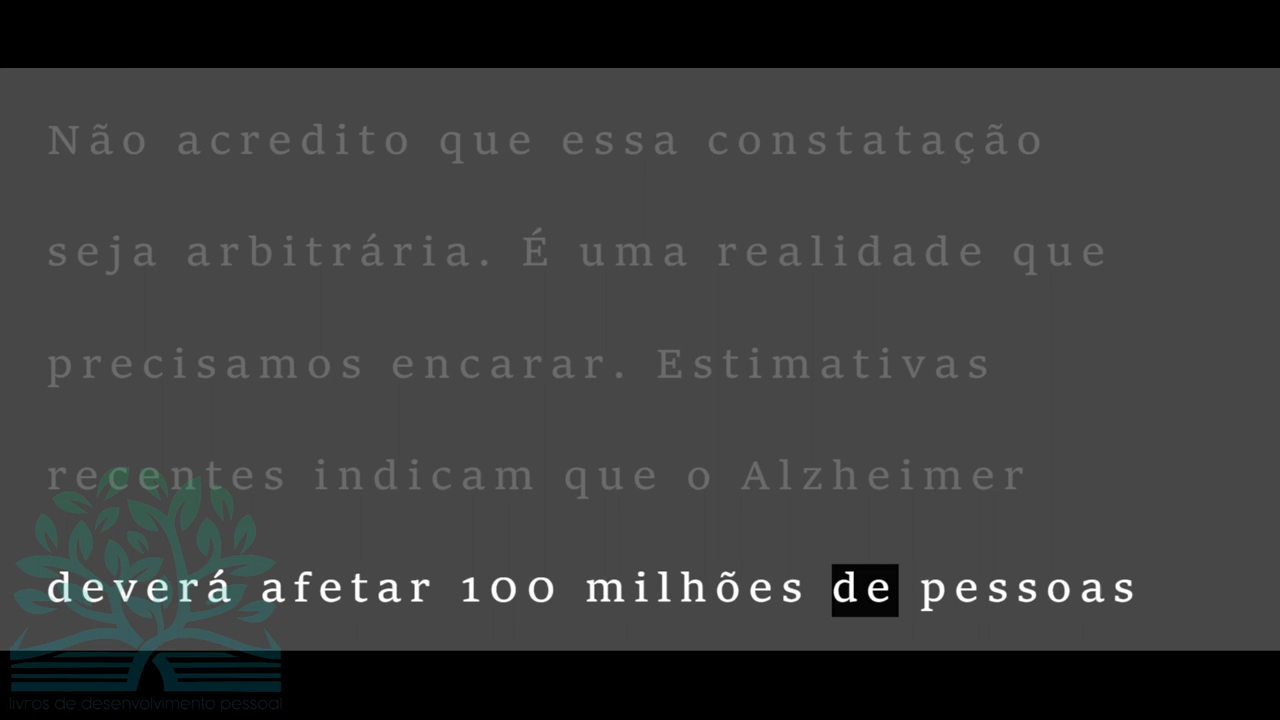 Não acredito que essa constatação
seja arbitrária. É uma realidade que
precisamos encarar. Estimativas
recentes indicam que o Alzheimer
deverá afetar 100 milhões de pessoas
livros de desenvolvimento pessoal